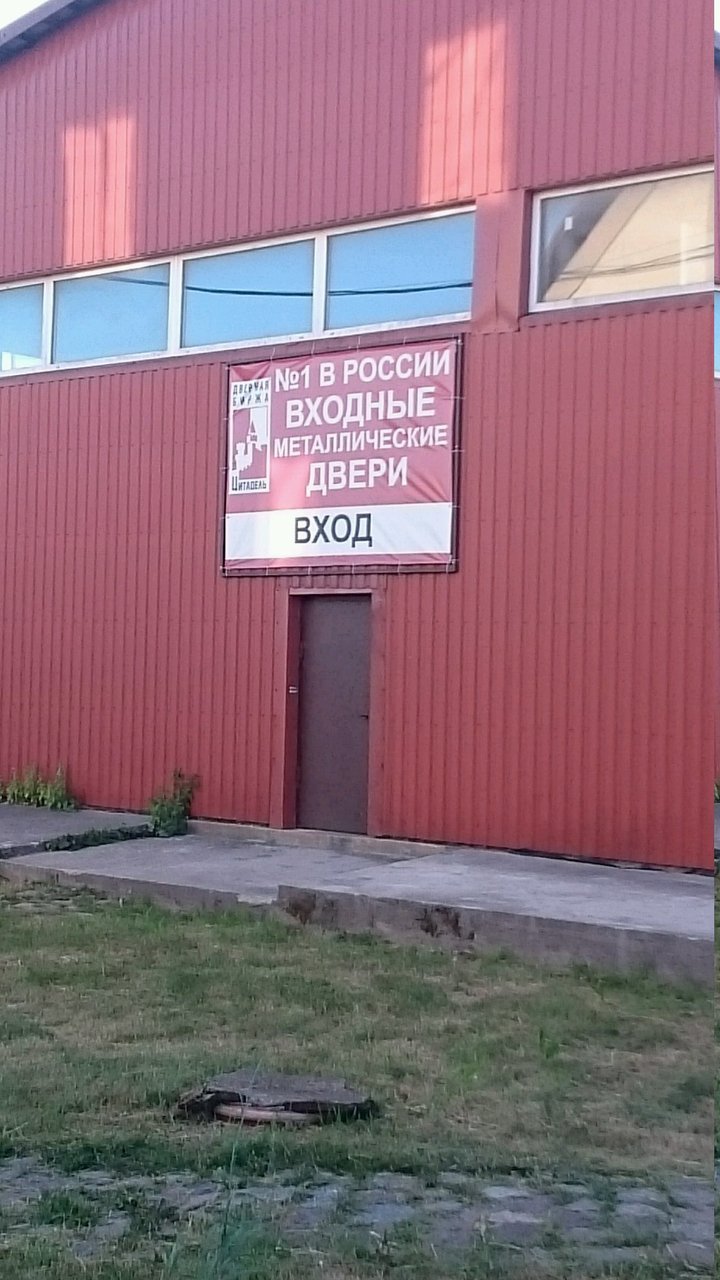 ДВЕРНАЯ
БИРЖА
ЦИТАДЕЛЬ
№1 В РОССИИ
ВХОДНЫЕ
МЕТАЛЛИЧЕСКИЕ
ДВЕРИ
ВХОД